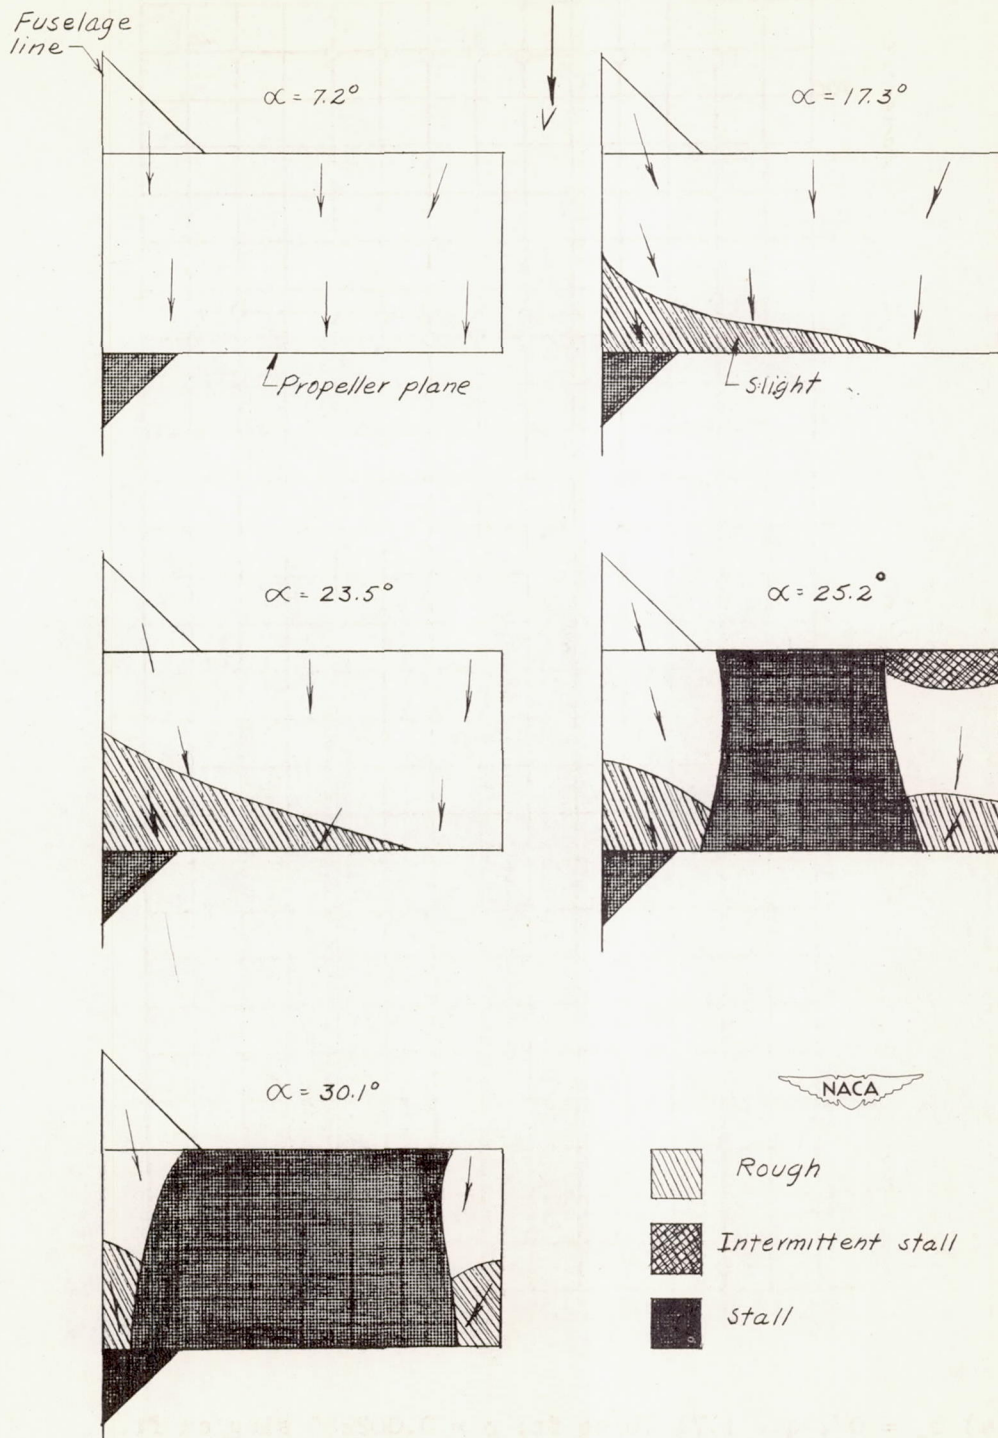 Fuselage
line
α = 7.2°
V
α = 17.3°
Propeller plane
Slight
α = 23.5°
α = 25.2°
α = 30.1°
NACA
Rough
Intermittent stall
Stall